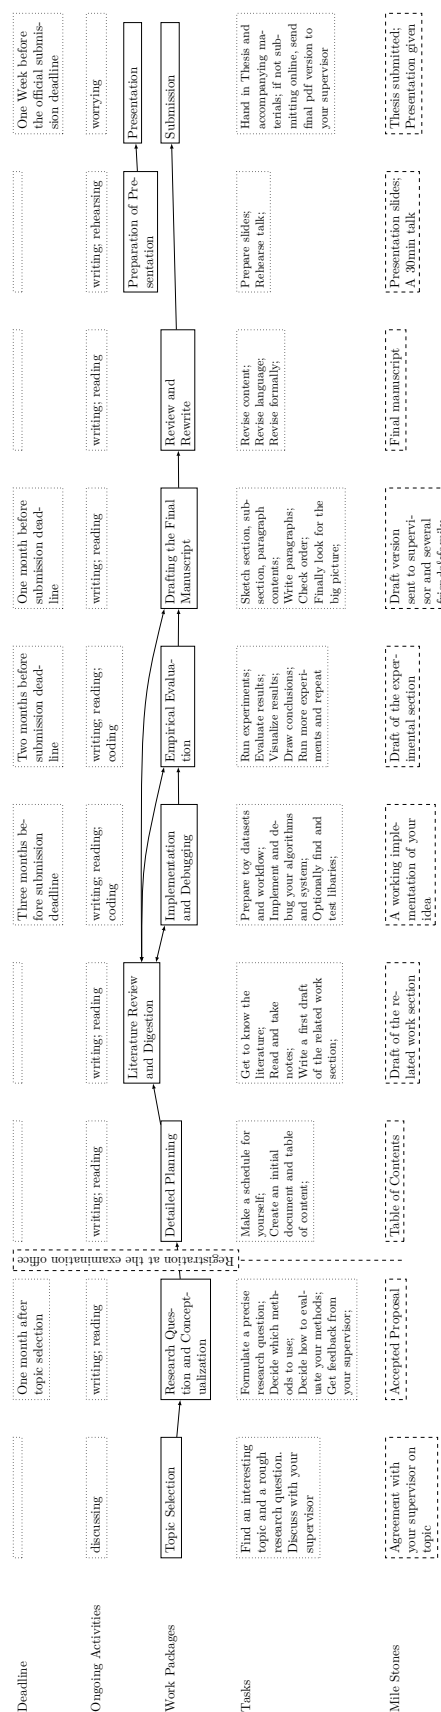 Deadline
One month after
topic selection
Three months be-
fore submission
deadline
Two months before
submission dead-
line
One month before
submission dead-
line
One Week before
the official submis-
sion deadline
Ongoing Activities
discussing
writing; reading
writing; reading
writing; reading
writing; reading;
coding
writing; reading;
coding
writing; reading
writing; reading
writing; rehearsing
worrying
Work Packages
Topic Selection
Research Ques-
tion and Concept-
ualization
Registration at the examination office
Detailed Planning
Literature Review
and Digestion
Implementation
and Debugging
Empirical Evalua-
tion
Drafting the Final
Manuscript
Review and
Rewrite
Preparation of Pre-
sentation
Presentation
Submission
Tasks
Find an interesting
topic and a rough
research question.
Discuss with your
supervisor
Formulate a precise
research question;
Decide which meth-
ods to use;
Decide how to eval-
uate your methods;
Get feedback from
your supervisor;
Make a schedule for
yourself;
Create an initial
document and table
of content;
Get to know the
literature;
Read and take
notes;
Write a first draft
of the related work
section;
Prepare toy datasets
and workflow;
Implement and de-
bug your algorithms
and system;
Optionally find and
test libaries;
Run experiments;
Evaluate results;
Visualize results;
Draw conclusions;
Run more experi-
ments and repeat
Sketch section, sub-
section, paragraph
contents;
Write paragraphs;
Check order;
Finally look for the
big picture;
Revise content;
Revise language;
Revise formally;
Prepare slides;
Rehearse talk;
Hand in Thesis and
accompanying ma-
terials; if not sub-
mitting online, send
final pdf version to
your supervisor
Mile Stones
Agreement with
your supervisor on
topic
Accepted Proposal
Table of Contents
Draft of the re-
lated work section
A working imple-
mentation of your
idea
Draft of the exper-
imental section
Draft version
sent to supervi-
sor and several
Final manuscript
Presentation slides;
A 30min talk
Thesis submitted;
Presentation given